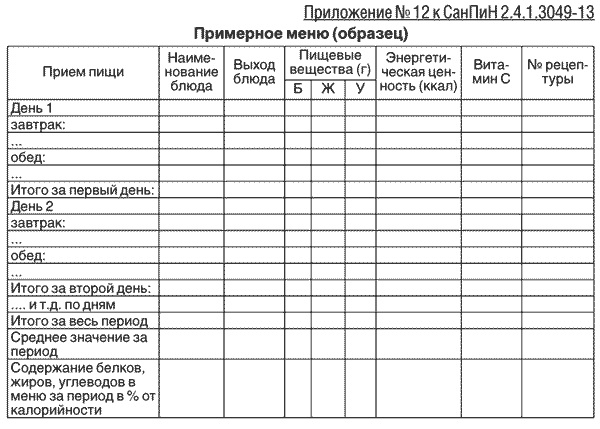 Приложение № 12 к СанПиН 2.4.1.3049-13
Примерное меню (образец)
Прием пищи
Наиме-
нование
блюда
Выход
блюда
Пищевые
вещества (г)
Б Ж У
Энергети-
ческая цен-
ность (ккал)
Вита-
мин С
№ рецеп-
туры
День 1
завтрак:
...
обед:
...
Итого за первый день:
День 2
завтрак:
...
обед:
...
Итого за второй день:
.... и т.д. по дням
Итого за весь период
Среднее значение за
период
Содержание белков,
жиров, углеводов в
меню за период в % от
калорийности